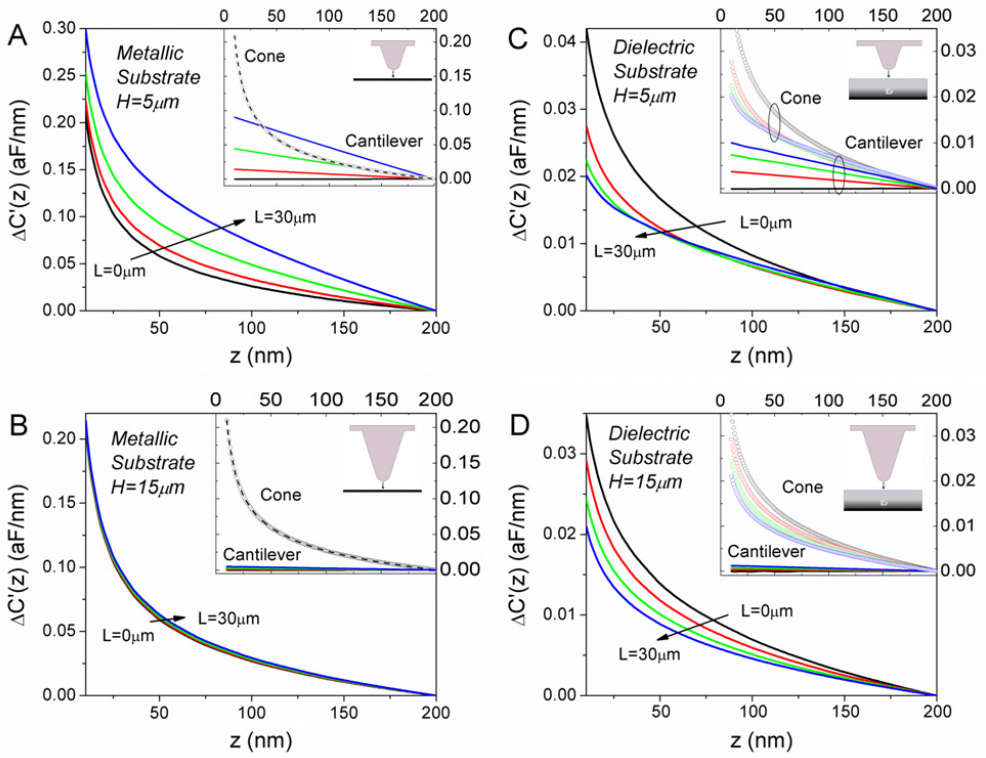 A
Metallic
Substrate
H=5μm
0 50 100 150 200
Cone
Cantilever
0.20
0.15
0.10
0.05
0.00
0.30
0.25
0.20
0.15
0.10
0.05
0.00
ΔC'(z) (aF/nm)
L=30μm
L=0μm
50 100 150 200
z (nm)
C
Dielectric
Substrate
H=5μm
0 50 100 150 200
Cone
Cantilever
0.03
0.02
0.01
0.00
0.04
0.03
0.02
0.01
0.00
ΔC'(z) (aF/nm)
L=0μm
L=30μm
50 100 150 200
z (nm)
B
Metallic
Substrate
H=15μm
0 50 100 150 200
Cone
Cantilever
0.20
0.15
0.10
0.05
0.00
0.20
0.15
0.10
0.05
0.00
ΔC'(z) (aF/nm)
L=0μm
L=30μm
50 100 150 200
z (nm)
D
Dielectric
Substrate
H=15μm
0 50 100 150 200
Cone
Cantilever
0.03
0.02
0.01
0.00
0.03
0.02
0.01
0.00
ΔC'(z) (aF/nm)
L=0μm
L=30μm
50 100 150 200
z (nm)